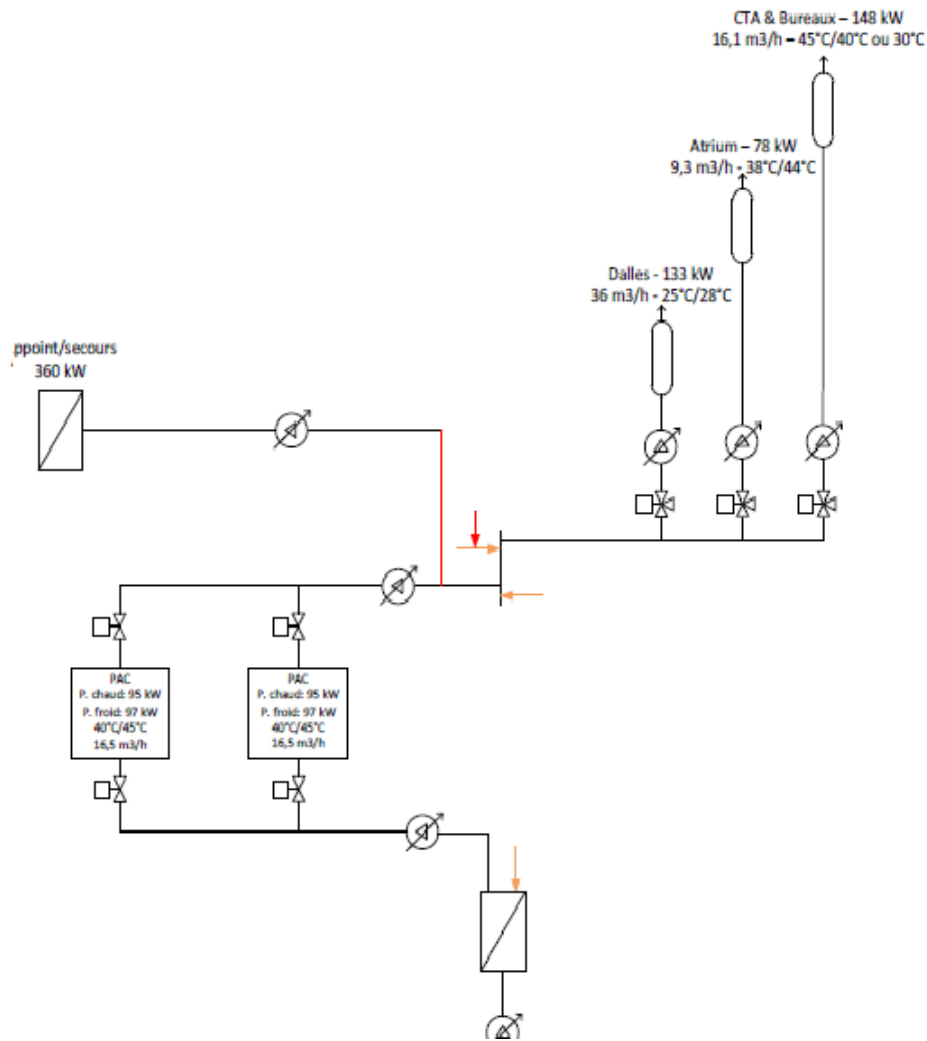 CTA & Bureaux – 148 kW
16,1 m3/h – 45°C/40°C ou 30°C
Atrium – 78 kW
9,3 m3/h - 38°C/44°C
Dalles - 133 kW
36 m3/h - 25°C/28°C
ppoint/secours
360 kW
PAC
P. chaud: 95 kW
P. froid: 97 kW
40°C/45°C
16,5 m3/h
PAC
P. chaud: 95 kW
P. froid: 97 kW
40°C/45°C
16,5 m3/h